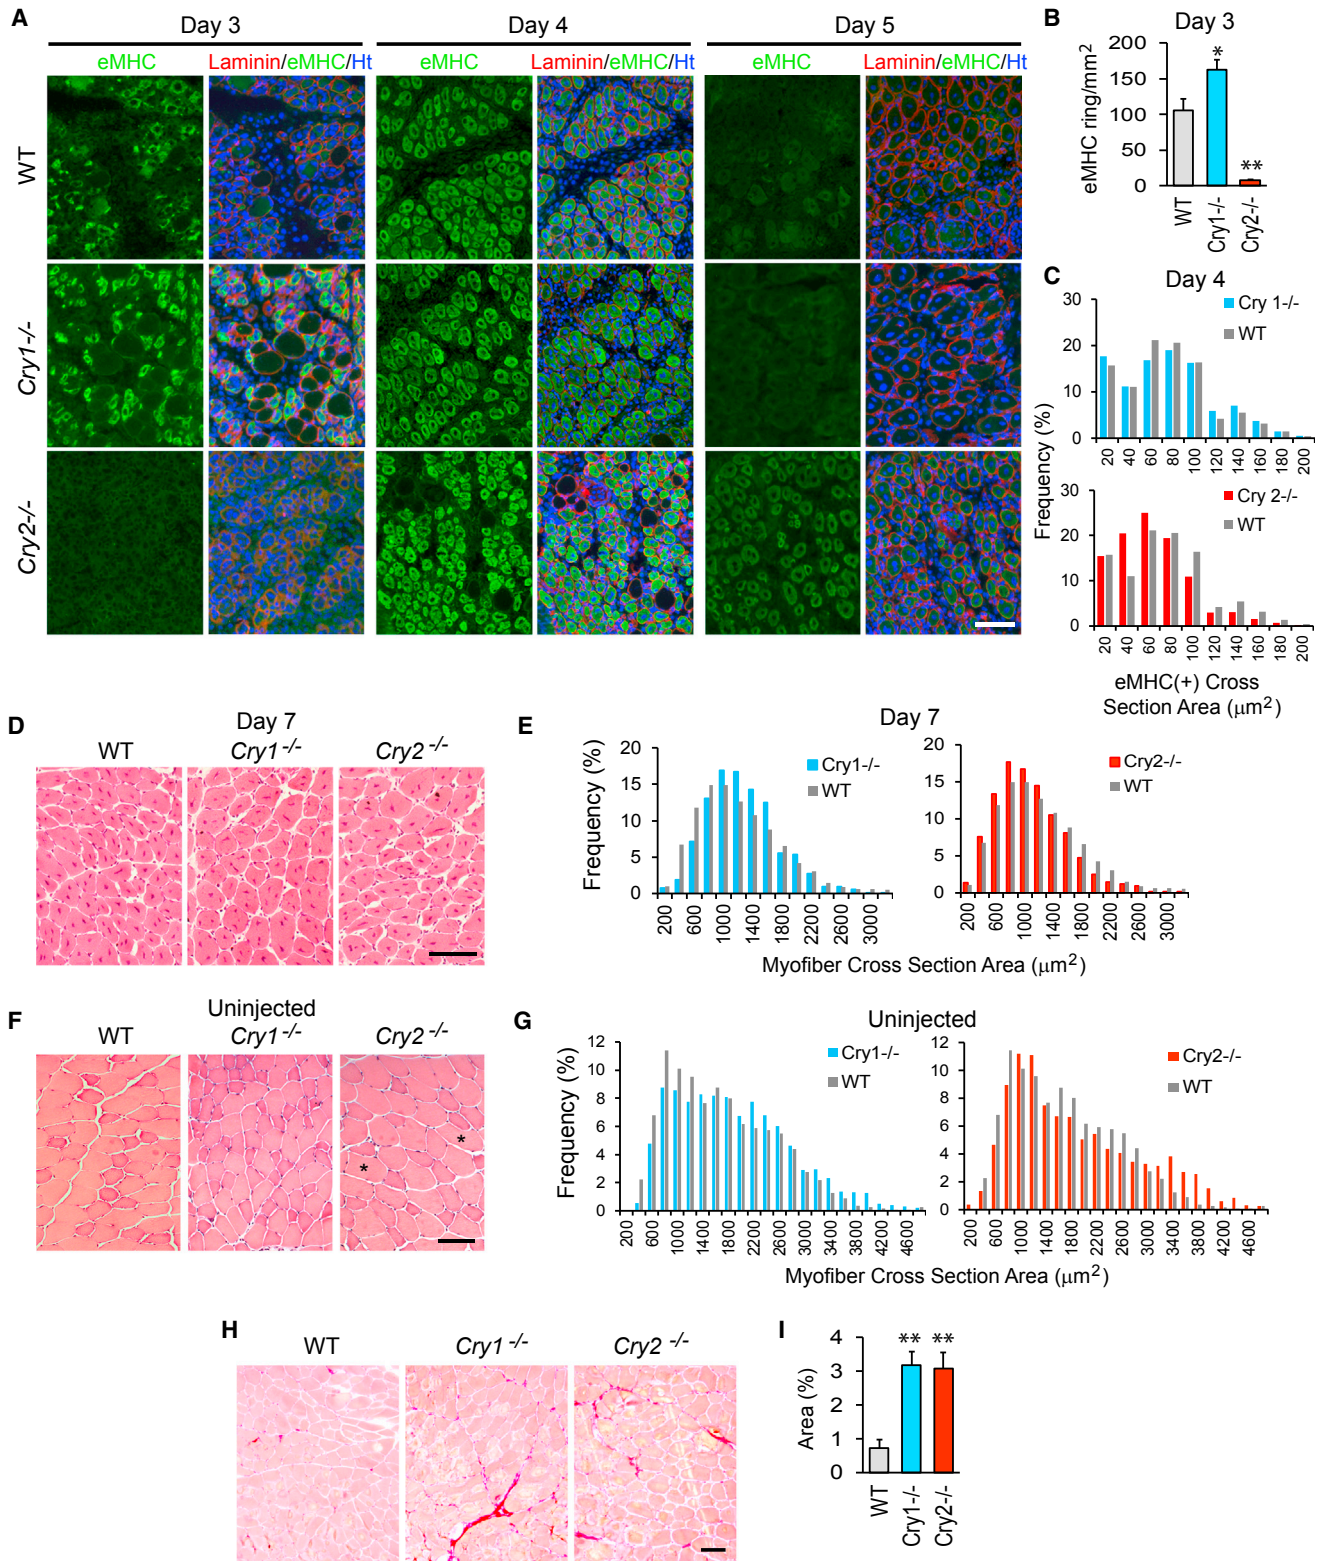 A
Day 3
Day 4
Day 5
eMHC
Laminin/eMHC/Ht
eMHC
Laminin/eMHC/Ht
eMHC
Laminin/eMHC/Ht
WT
Cry1-/-
Cry2-/-
B
Day 3
eMHC ring/mm2
200
150
100
50
0
*
**
WT
Cry1-/-
Cry2-/-
C
Day 4
Frequency (%)
30
20
10
0
Cry 1-/-
WT
20 40 60 80 100 120 140 160 180 200
30
20
10
0
Cry 2-/-
WT
20 40 60 80 100 120 140 160 180 200
eMHC(+) Cross
Section Area (μm2)
D
Day 7
WT
Cry1 -/-
Cry2 -/-
E
Day 7
Frequency (%)
20
15
10
5
0
Cry1-/-
WT
200 600 1000 1400 1800 2200 2600 3000
20
15
10
5
0
Cry2-/-
WT
200 600 1000 1400 1800 2200 2600 3000
Myofiber Cross Section Area (μm2)
F
Uninjected
WT
Cry1 -/-
Cry2 -/-
*
*
G
Uninjected
Frequency (%)
12
10
8
6
4
2
0
Cry1-/-
WT
200 600 1000 1400 1800 2200 2600 3000 3400 3800 4200 4600
12
10
8
6
4
2
0
Cry2-/-
WT
200 600 1000 1400 1800 2200 2600 3000 3400 3800 4200 4600
Myofiber Cross Section Area (μm2)
H
WT
Cry1 -/-
Cry2 -/-
I
Area (%)
4
3
2
1
0
**
**
WT
Cry1-/-
Cry2-/-